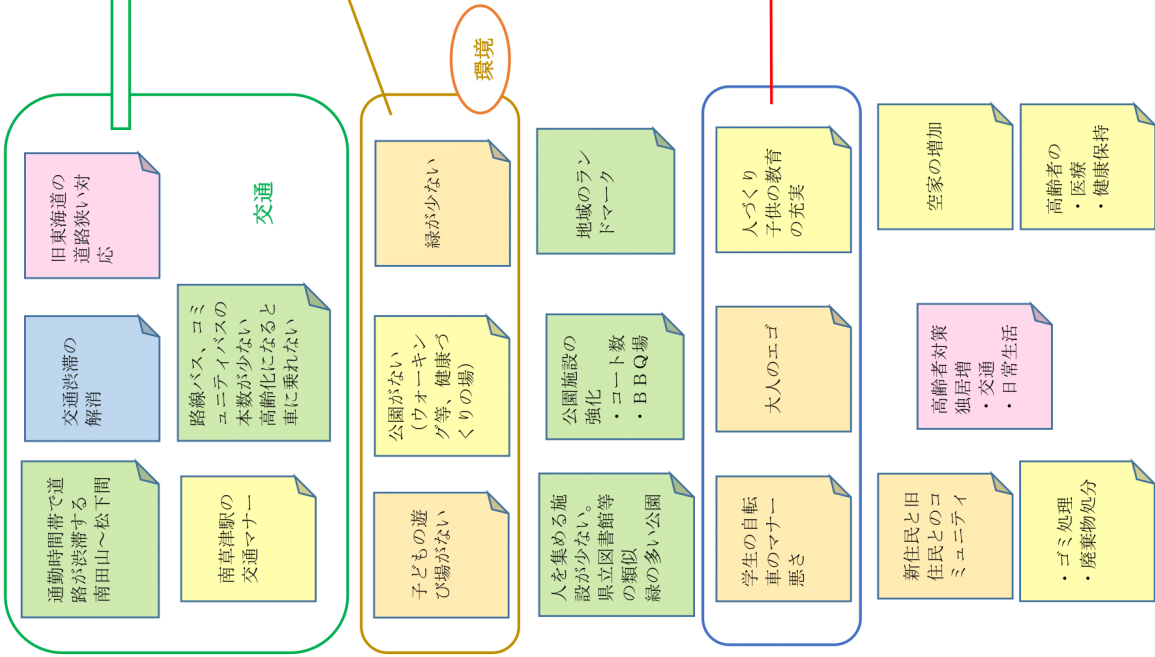 通勤時間帯で道
路が渋滞する
南田山～松下間
交通渋滞の
解消
旧東海道の
道路狭い対
応
南草津駅の
交通マナー
路線バス、コミ
ュニティバスの
本数が少ない
高齢化になると
車に乗れない
交通
子どもの遊
び場がない
公園がない
(ウォーキン
グ等、健康づ
くりの場)
緑が少ない
環境
人を集める施
設が少ない。
県立図書館等
の類似
緑の多い公園
公園施設の
強化
・コート数
・ＢＢＱ場
地域のラン
ドマーク
学生の自転
車のマナー
悪さ
大人のエゴ
人づくり
子供の教育
の充実
新住民と旧
住民とのコ
ミュニティ
高齢者対策
独居増
・交通
・日常生活
空家の増加
・ゴミ処理
・廃棄物処分
高齢者の
・医療
・健康保持